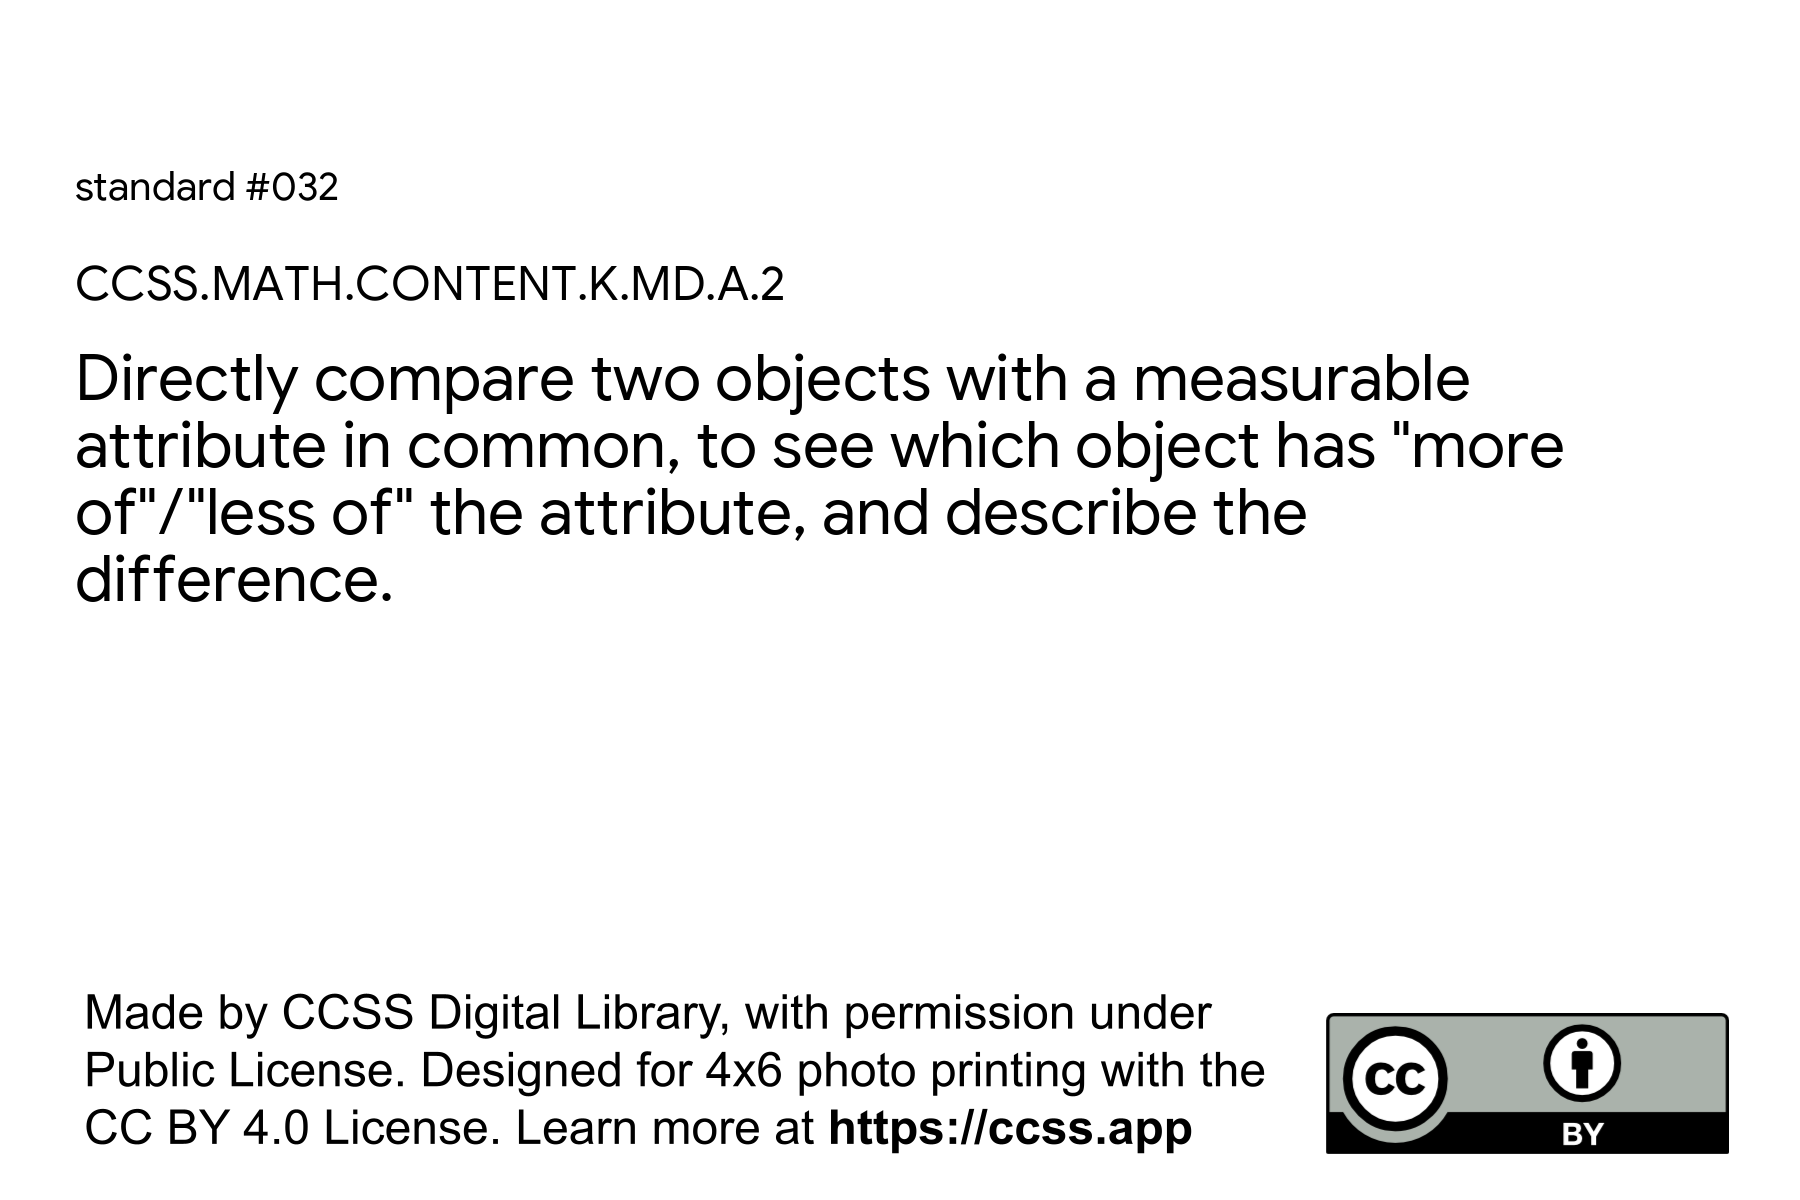 standard #032
CCSS.MATH.CONTENT.K.MD.A.2
Directly compare two objects with a measurable
attribute in common, to see which object has "more
of"/"less of" the attribute, and describe the
difference.
Made by CCSS Digital Library, with permission under
Public License. Designed for 4x6 photo printing with the
CC BY 4.0 License. Learn more at https://ccss.app
CC
BY